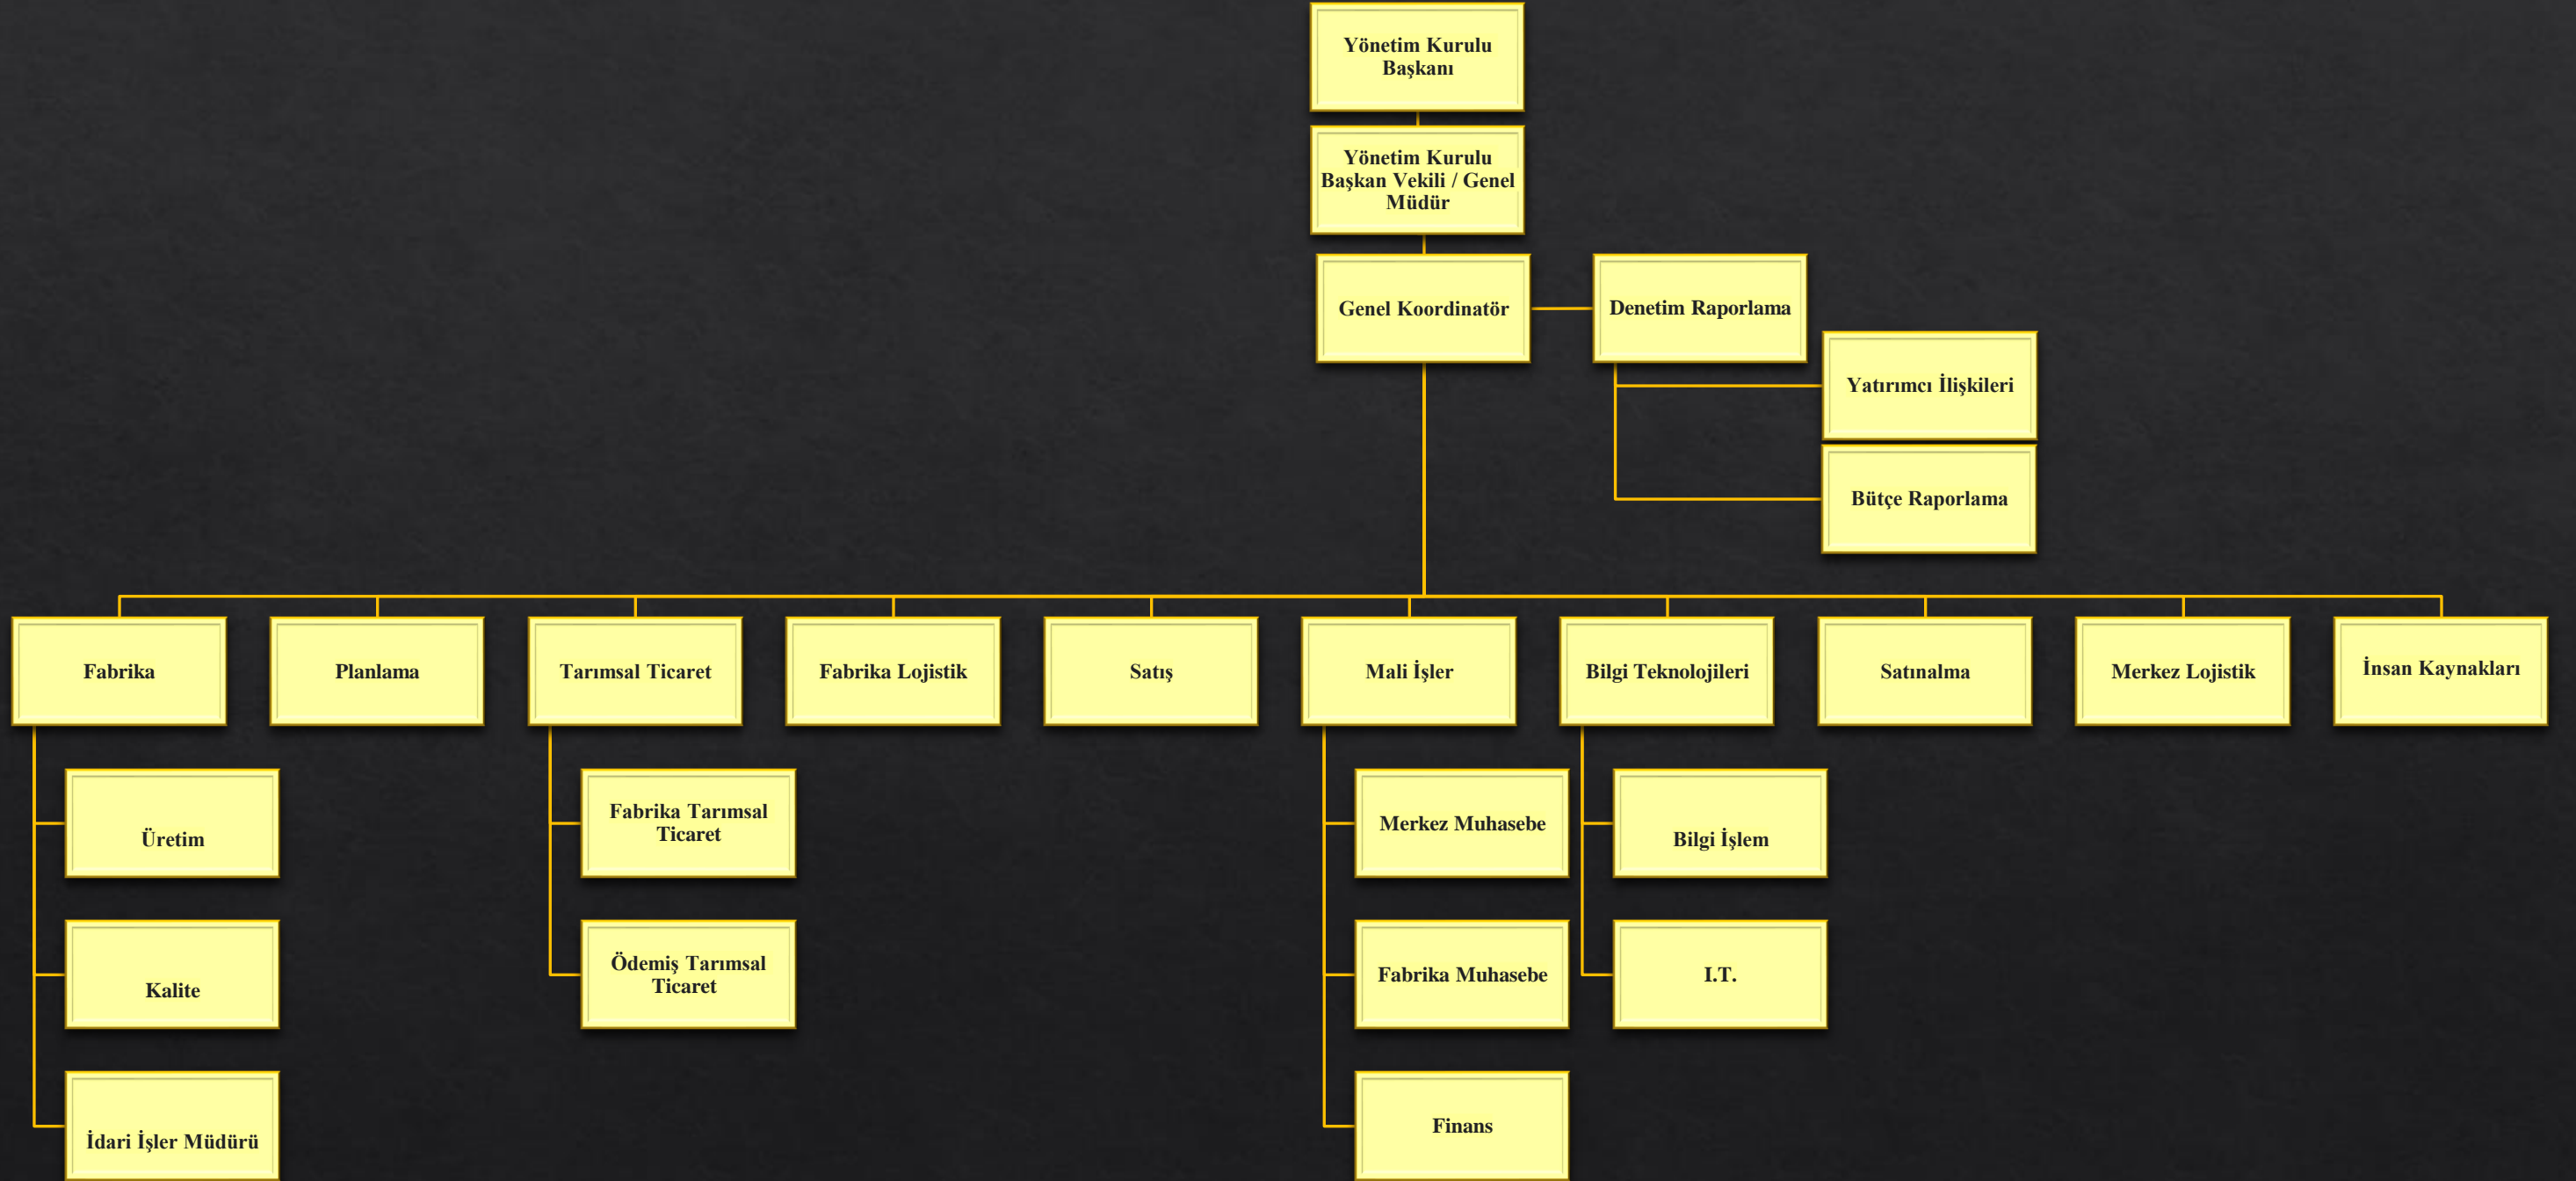 Yönetim Kurulu
Başkanı
Yönetim Kurulu
Başkan Vekili / Genel
Müdür
Genel Koordinatör
Denetim Raporlama
Yatırımcı İlişkileri
Bütçe Raporlama
Fabrika
Planlama
Tarımsal Ticaret
Fabrika Lojistik
Satış
Mali İşler
Bilgi Teknolojileri
Satınalma
Merkez Lojistik
İnsan Kaynakları
Üretim
Fabrika Tarımsal
Ticaret
Merkez Muhasebe
Bilgi İşlem
Kalite
Ödemiş Tarımsal
Ticaret
Fabrika Muhasebe
I.T.
İdari İşler Müdürü
Finans